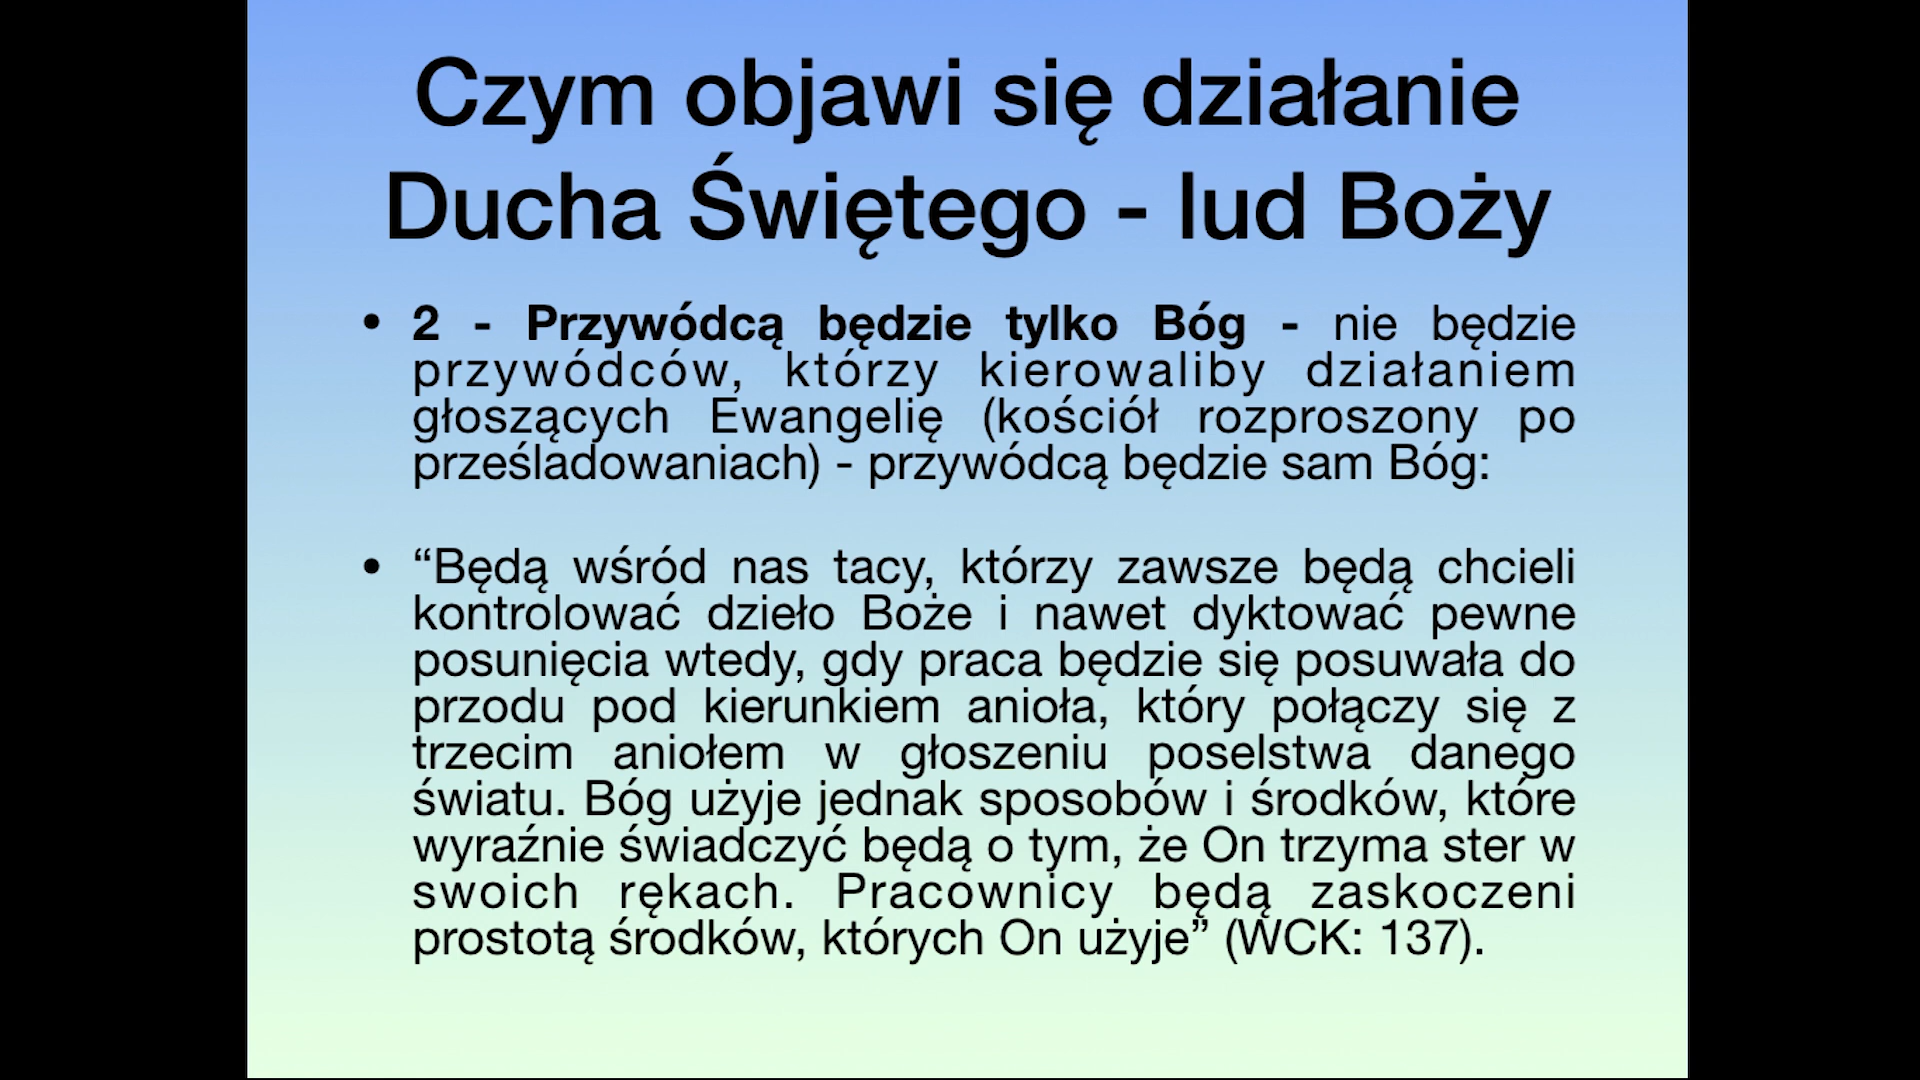 Czym objawi się działanie
Ducha Świętego - lud Boży
• 2 - Przywódcą będzie tylko Bóg - nie będzie
przywódców, którzy kierowaliby działaniem
głoszących Ewangelię (kościół rozproszony po
prześladowaniach) - przywódcą będzie sam Bóg:
• “Będą wśród nas tacy, którzy zawsze będą chcieli
kontrolować dzieło Boże i nawet dyktować pewne
posunięcia wtedy, gdy praca będzie się posuwała do
przodu pod kierunkiem anioła, który połączy się z
trzecim aniołem w głoszeniu poselstwa danego
światu. Bóg użyje jednak sposobów i środków, które
wyraźnie świadczyć będą o tym, że On trzyma ster w
swoich rękach. Pracownicy będą zaskoczeni
prostotą środków, których On użyje” (WCK: 137).